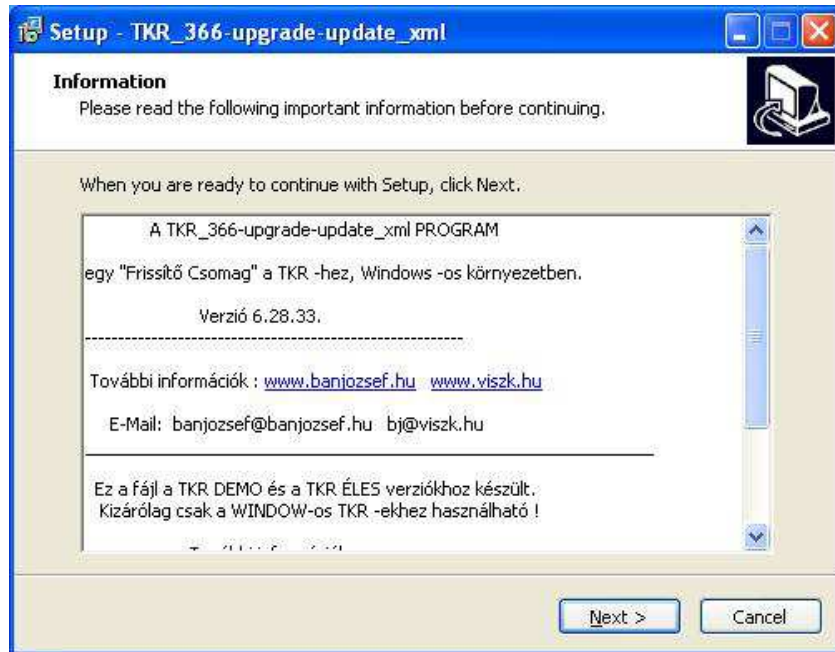 Setup - TKR_366-upgrade-update_xml
Information
Please read the following important information before continuing.
When you are ready to continue with Setup, click Next.
A TKR_366-upgrade-update_xml PROGRAM
egy "Frissítő Csomag" a TKR -hez, Windows -os környezetben.
Verzió 6.28.33.
---------------------------------------------------------
További információk : www.banjozsef.hu www.viszk.hu
E-Mail: banjozsef@banjozsef.hu bj@viszk.hu
Ez a fájl a TKR DEMO és a TKR ÉLES verziókhoz készült.
Kizárólag csak a WINDOW-os TKR -ekhez használható !
Next >
Cancel